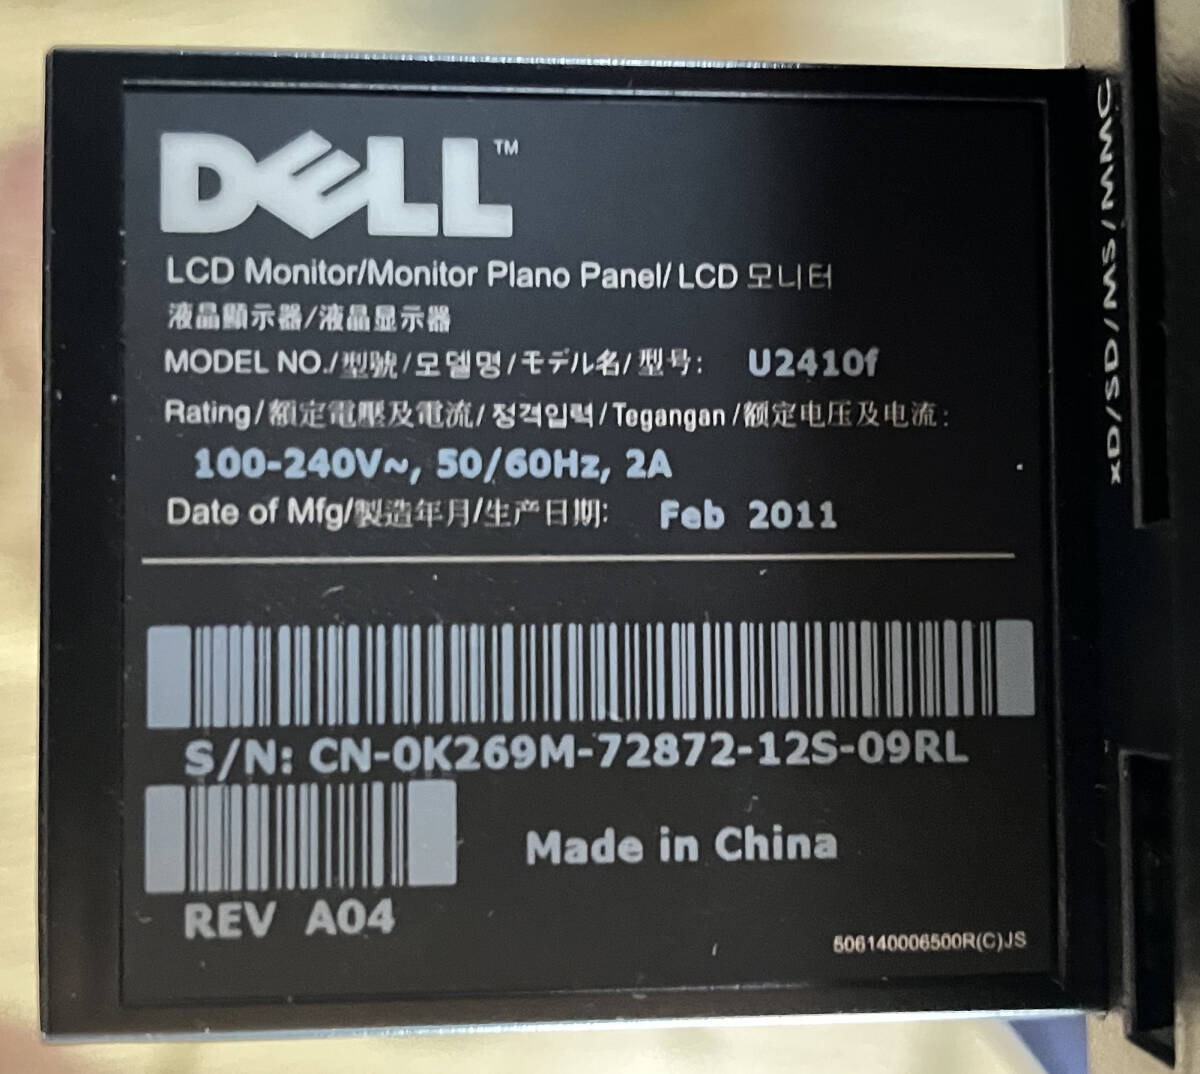 DELL™
LCD Monitor/Monitor Plano Panel/LCD 모니터
液晶顯示器/液晶显示器
MODEL NO./型號/모델명/モデル名/型号: U2410f
Rating/額定電壓及電流/정격입력/Tegangan/额定电压及电流:
100-240V~, 50/60Hz, 2A
Date of Mfg/製造年月/生产日期: Feb 2011
S/N: CN-0K269M-72872-12S-09RL
Made in China
REV A04
506140006500R(C)JS
xD/SD/MS/MMC